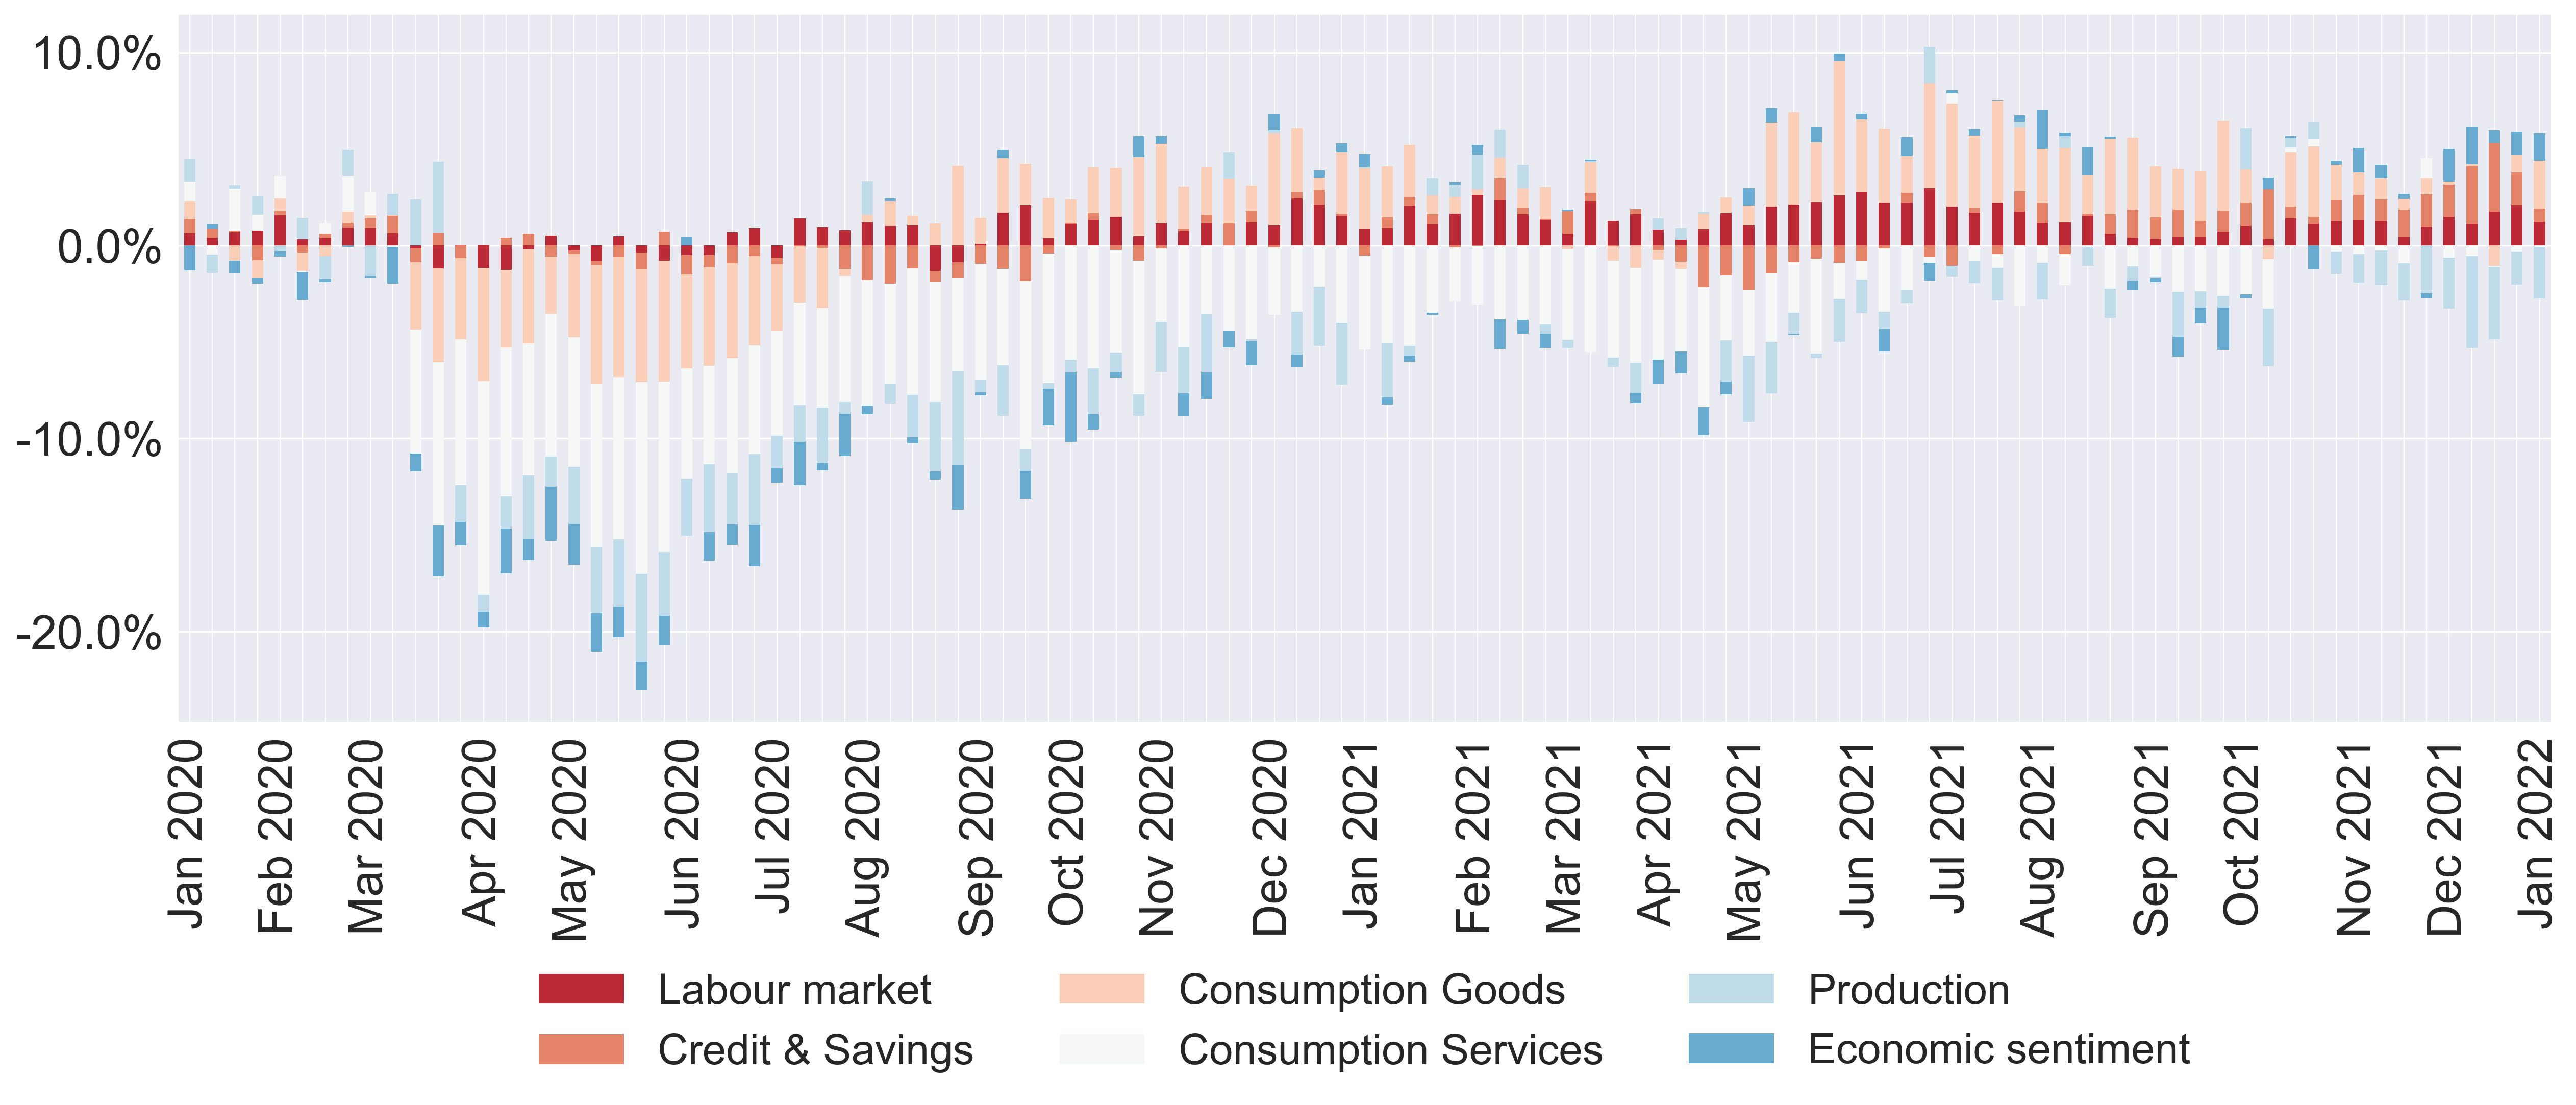 10.0%
0.0%
-10.0%
-20.0%
Jan 2020
Feb 2020
Mar 2020
Apr 2020
May 2020
Jun 2020
Jul 2020
Aug 2020
Sep 2020
Oct 2020
Nov 2020
Dec 2020
Jan 2021
Feb 2021
Mar 2021
Apr 2021
May 2021
Jun 2021
Jul 2021
Aug 2021
Sep 2021
Oct 2021
Nov 2021
Dec 2021
Jan 2022
Labour market
Credit & Savings
Consumption Goods
Consumption Services
Production
Economic sentiment